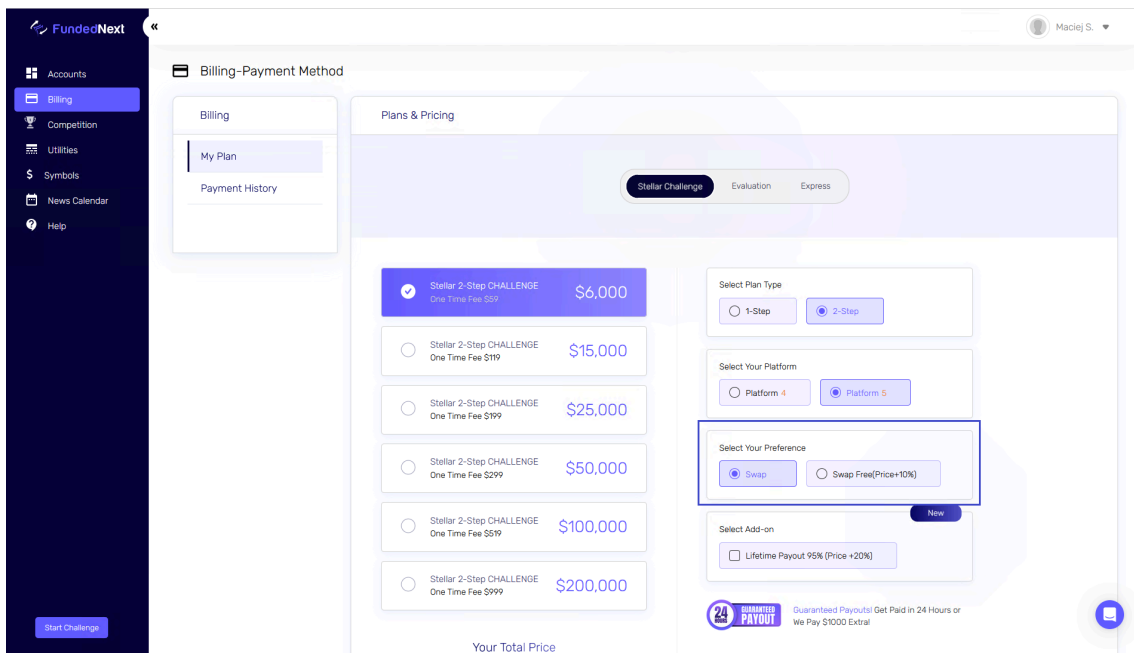 FundedNext
«
Maciej S.
Accounts
Billing
Competition
Utilities
Symbols
News Calendar
Help
Start Challenge
Billing-Payment Method
Billing
My Plan
Payment History
Plans & Pricing
Stellar Challenge Evaluation Express
Stellar 2-Step CHALLENGE
One Time Fee $59
$6,000
Stellar 2-Step CHALLENGE
One Time Fee $119
$15,000
Stellar 2-Step CHALLENGE
One Time Fee $199
$25,000
Stellar 2-Step CHALLENGE
One Time Fee $299
$50,000
Stellar 2-Step CHALLENGE
One Time Fee $519
$100,000
Stellar 2-Step CHALLENGE
One Time Fee $999
$200,000
Your Total Price
Select Plan Type
1-Step 2-Step
Select Your Platform
Platform 4 Platform 5
Select Your Preference
Swap Swap Free(Price+10%)
New
Select Add-on
Lifetime Payout 95% (Price +20%)
24 HOURS GUARANTEED PAYOUT
Guaranteed Payouts! Get Paid in 24 Hours or
We Pay $1000 Extra!